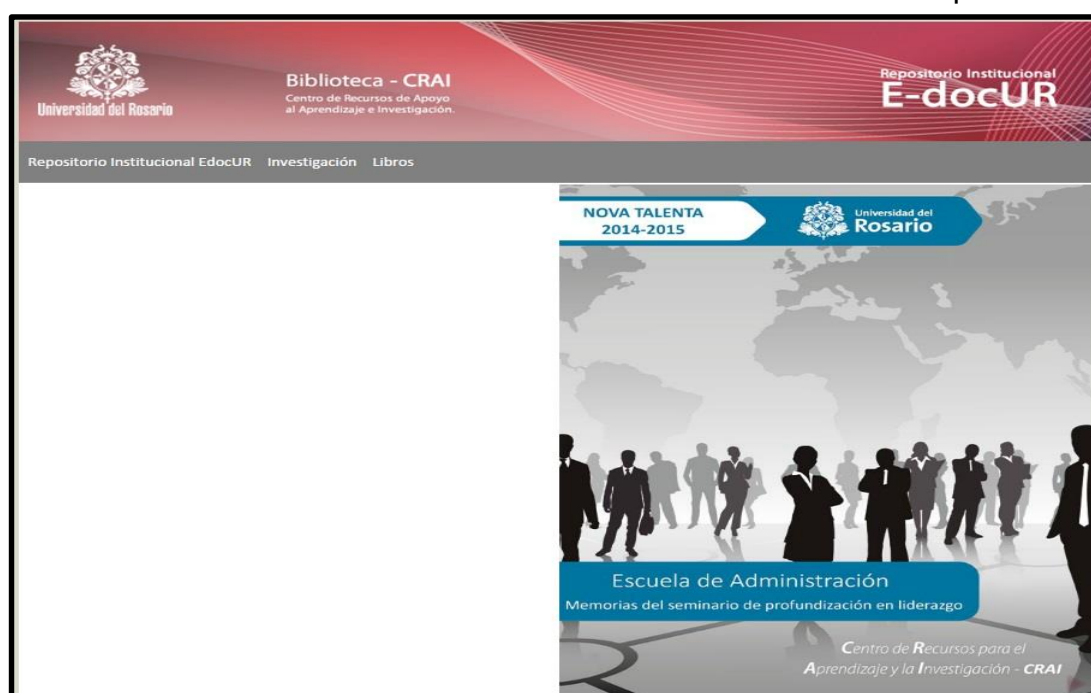 Universidad del Rosario
Biblioteca - CRAI
Centro de Recursos de Apoyo
al Aprendizaje e Investigación.
Repositorio Institucional
E-docUR
Repositorio Institucional EdocUR Investigación Libros
NOVA TALENTA
2014-2015
Universidad del
Rosario
Escuela de Administración
Memorias del seminario de profundización en liderazgo
Centro de Recursos para el
Aprendizaje y la Investigación - CRAI